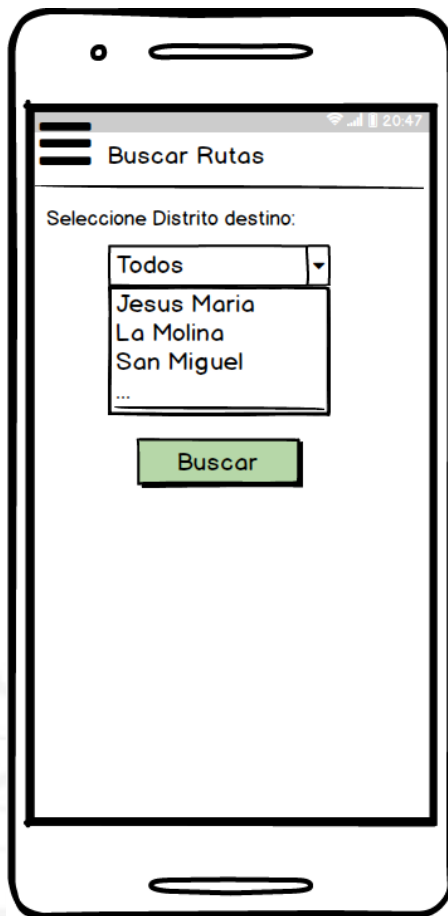 20:47
Buscar Rutas
Seleccione Distrito destino:
Todos
Jesus Maria
La Molina
San Miguel
...
Buscar